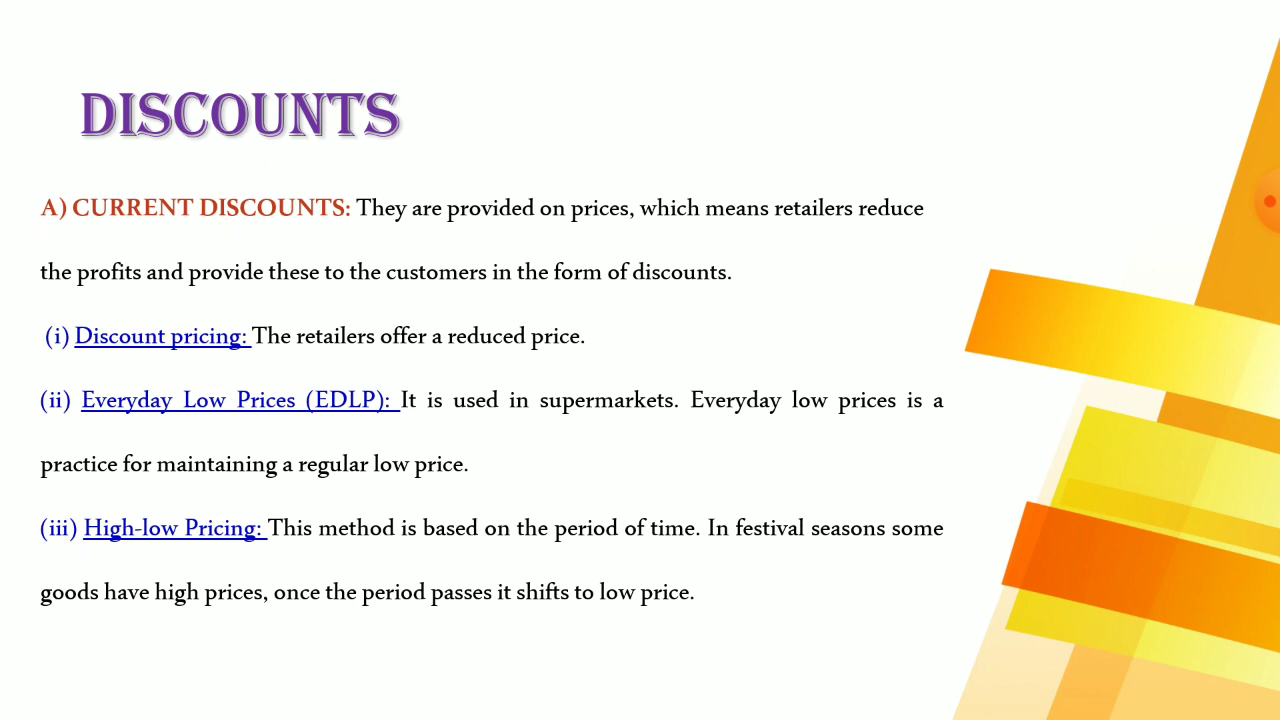 DISCOUNTS
A) CURRENT DISCOUNTS: They are provided on prices, which means retailers reduce
the profits and provide these to the customers in the form of discounts.
(i) Discount pricing: The retailers offer a reduced price.
(ii) Everyday Low Prices (EDLP): It is used in supermarkets. Everyday low prices is a
practice for maintaining a regular low price.
(iii) High-low Pricing: This method is based on the period of time. In festival seasons some
goods have high prices, once the period passes it shifts to low price.